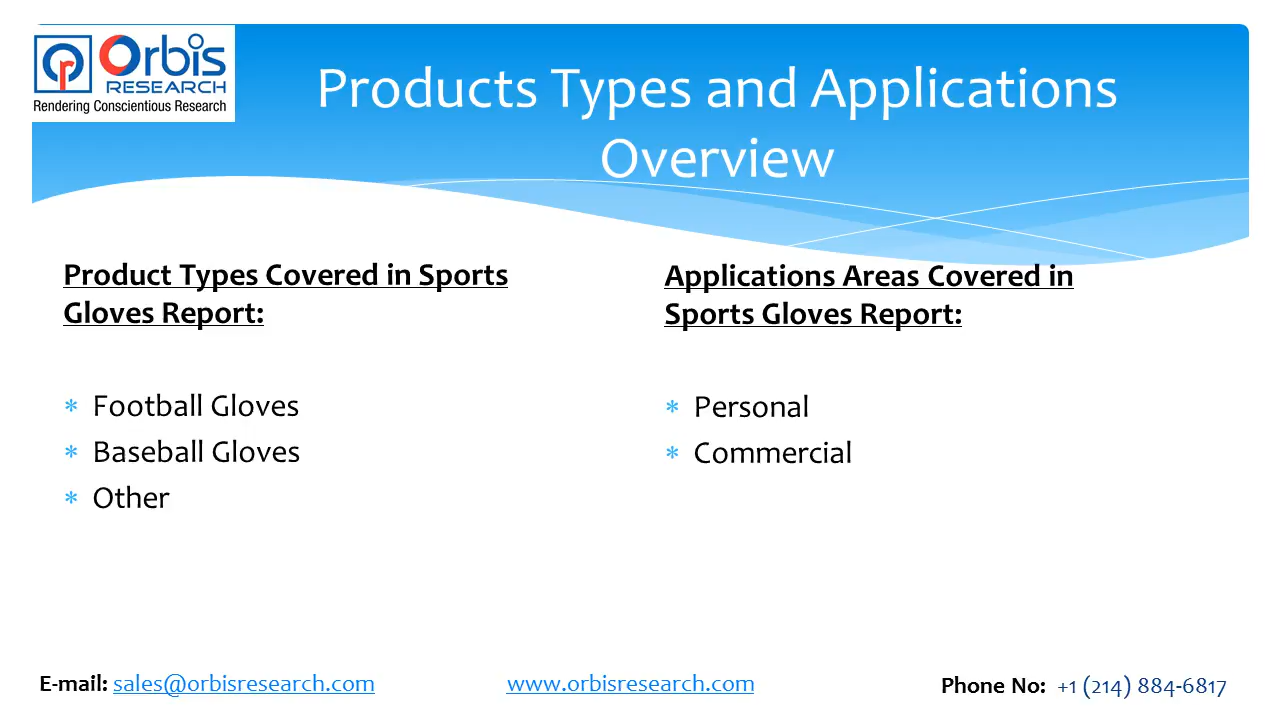 Orbis
RESEARCH
Rendering Conscientious Research
Products Types and Applications
Overview
Product Types Covered in Sports
Gloves Report:
* Football Gloves
* Baseball Gloves
* Other
Applications Areas Covered in
Sports Gloves Report:
* Personal
* Commercial
E-mail: sales@orbisresearch.com
www.orbisresearch.com
Phone No: +1 (214) 884-6817